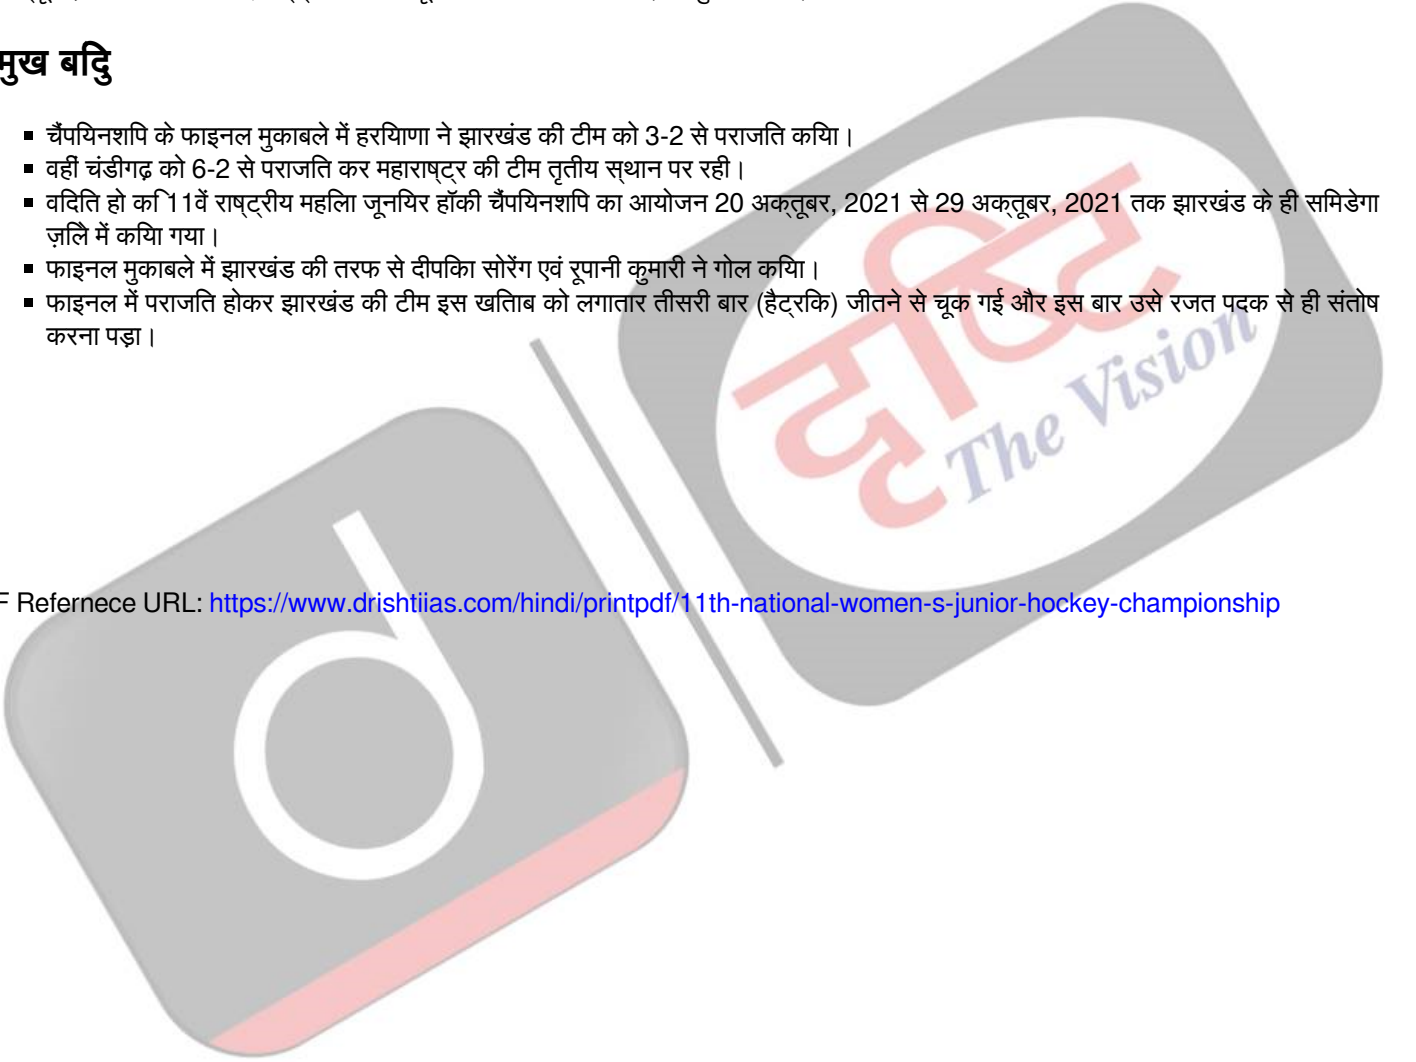 मुख बिंदु
चैंपियनशिप के फाइनल मुकाबले में हरियाणा ने झारखंड की टीम को 3-2 से पराजित किया।
वहीं चंडीगढ़ को 6-2 से पराजित कर महाराष्ट्र की टीम तृतीय स्थान पर रही।
विदित हो कि 11वें राष्ट्रीय महिला जूनियर हॉकी चैंपियनशिप का आयोजन 20 अक्तूबर, 2021 से 29 अक्तूबर, 2021 तक झारखंड के ही समिडेगा
ज़िले में किया गया।
फाइनल मुकाबले में झारखंड की तरफ से दीपिका सोरेंग एवं रूपानी कुमारी ने गोल किया।
फाइनल में पराजित होकर झारखंड की टीम इस खिताब को लगातार तीसरी बार (हैट्रिक) जीतने से चूक गई और इस बार उसे रजत पदक से ही संतोष
करना पड़ा।
दृष्टि
The Vision
F Refernece URL: https://www.drishtiias.com/hindi/printpdf/11th-national-women-s-junior-hockey-championship